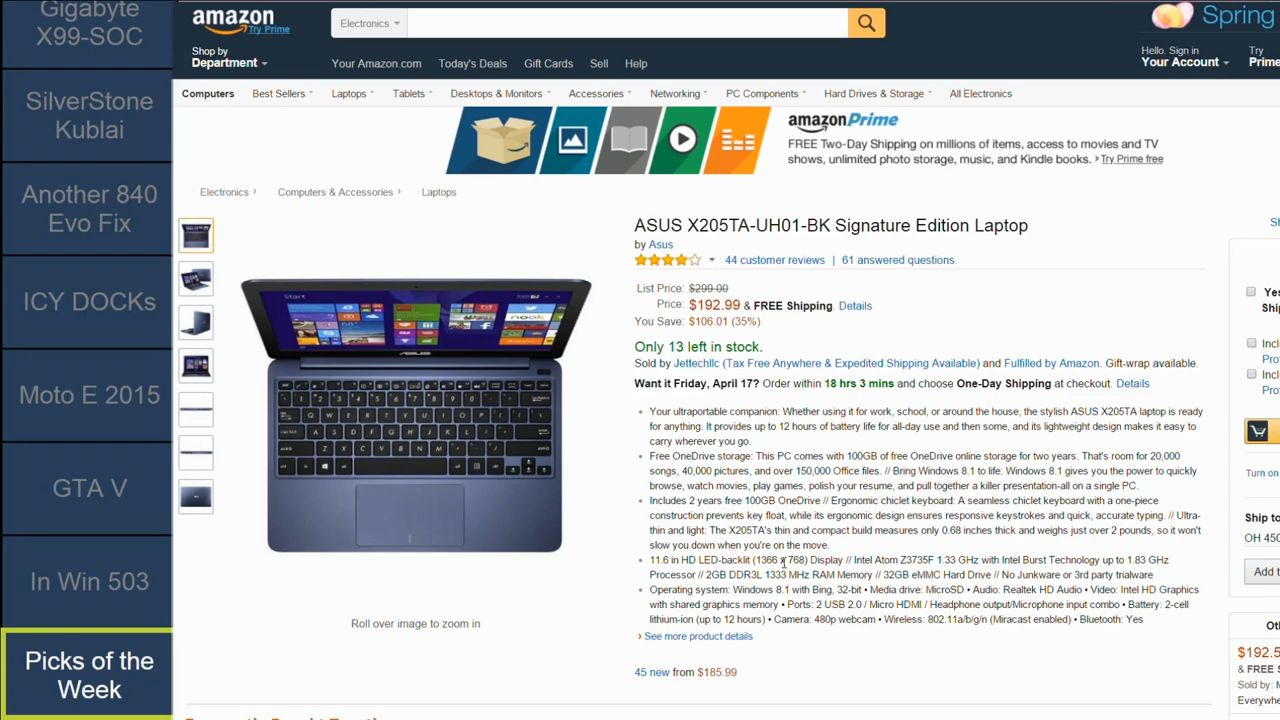 Gigabyte
X99-SOC
SilverStone
Kublai
Another 840
Evo Fix
ICY DOCKs
Moto E 2015
GTA V
In Win 503
Picks of the
Week
amazon
Try Prime
Electronics
Spring
Shop by
Department
Your Amazon.com Today's Deals Gift Cards Sell Help
Hello. Sign in
Your Account
Try
Prime
Computers Best Sellers Laptops Tablets Desktops & Monitors Accessories Networking PC Components Hard Drives & Storage All Electronics
amazonPrime
FREE Two-Day Shipping on millions of items, access to movies and TV
shows, unlimited photo storage, music, and Kindle books. › Try Prime free
Electronics › Computers & Accessories › Laptops
ASUS X205TA-UH01-BK Signature Edition Laptop
by Asus
44 customer reviews | 61 answered questions
List Price: $299.00
Price: $192.99 & FREE Shipping. Details
You Save: $106.01 (35%)
Only 13 left in stock.
Sold by Jettechllc (Tax Free Anywhere & Expedited Shipping Available) and Fulfilled by Amazon. Gift-wrap available.
Want it Friday, April 17? Order within 18 hrs 3 mins and choose One-Day Shipping at checkout. Details
• Your ultraportable companion: Whether using it for work, school, or around the house, the stylish ASUS X205TA laptop is ready
for anything. It provides up to 12 hours of battery life for all-day use and then some, and its lightweight design makes it easy to
carry wherever you go.
• Free OneDrive storage: This PC comes with 100GB of free OneDrive online storage for two years. That's room for 20,000
songs, 40,000 pictures, and over 150,000 Office files. // Bring Windows 8.1 to life: Windows 8.1 gives you the power to quickly
browse, watch movies, play games, polish your resume, and pull together a killer presentation-all on a single PC.
• Includes 2 years free 100GB OneDrive // Ergonomic chiclet keyboard: A seamless chiclet keyboard with a one-piece
construction prevents key float, while its ergonomic design ensures responsive keystrokes and quick, accurate typing. // Ultra-
thin and light: The X205TA's thin and compact build measures only 0.68 inches thick and weighs just over 2 pounds, so it won't
slow you down when you're on the move.
• 11.6 in HD LED-backlit (1366 x 768) Display // Intel Atom Z3735F 1.33 GHz with Intel Burst Technology up to 1.83 GHz
Processor // 2GB DDR3L 1333 MHz RAM Memory // 32GB eMMC Hard Drive // No Junkware or 3rd party trialware
• Operating system: Windows 8.1 with Bing, 32-bit • Media drive: MicroSD • Audio: Realtek HD Audio • Video: Intel HD Graphics
with shared graphics memory • Ports: 2 USB 2.0 / Micro HDMI / Headphone output/Microphone input combo • Battery: 2-cell
lithium-ion (up to 12 hours) • Camera: 480p webcam • Wireless: 802.11a/b/g/n (Miracast enabled) • Bluetooth: Yes
› See more product details
45 new from $185.99
Roll over image to zoom in
Start
ASUS
nook
Yes
Ship
Incl
Pro
Incl
Pro
Turn on
Ship to
OH 450
Add t
Oth
$192.5
& FREE S
Sold by: M
Everywhe